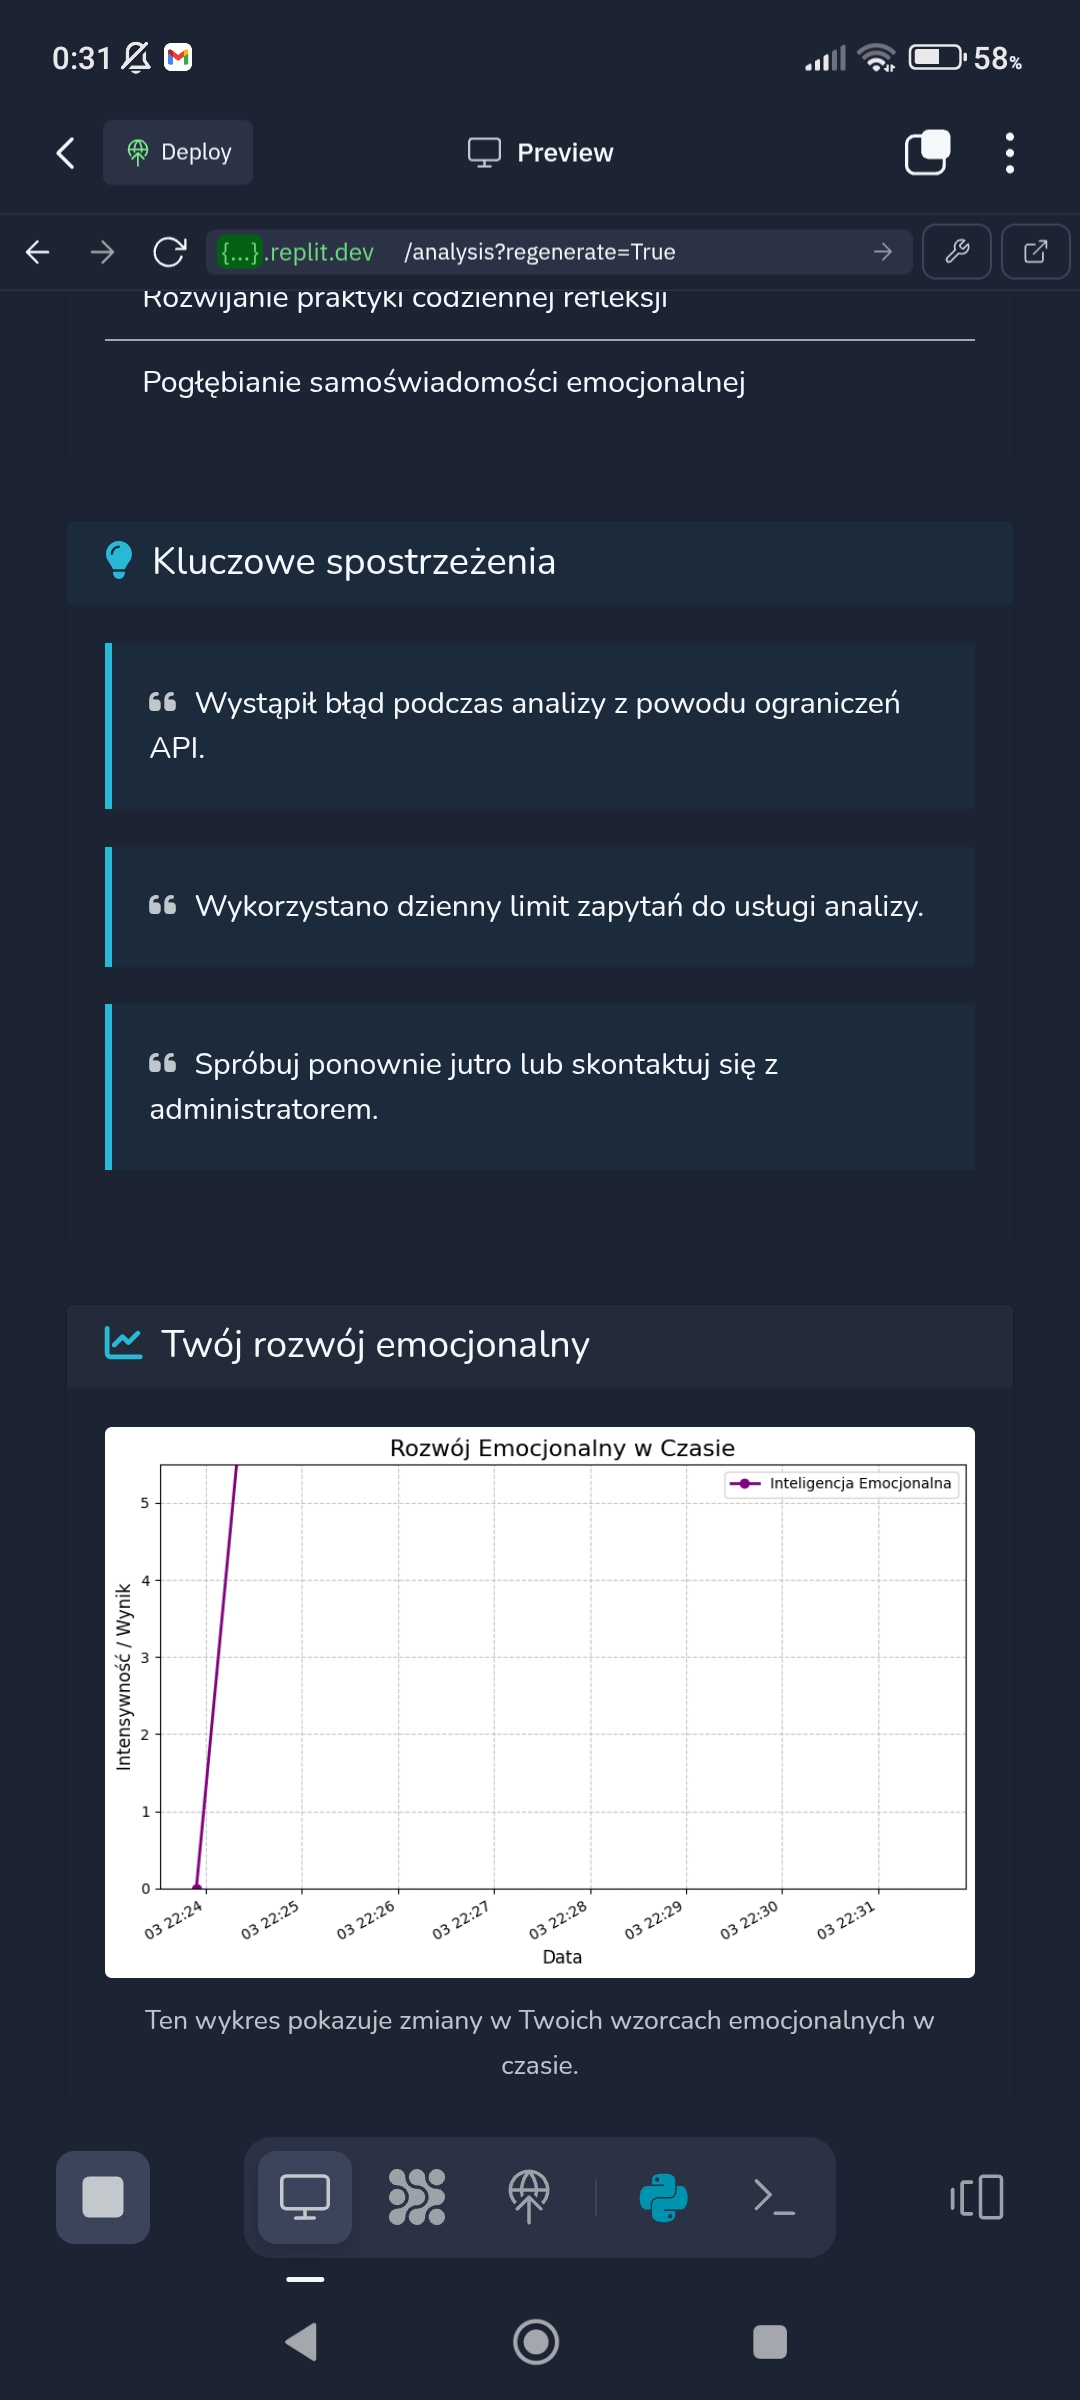 0:31
58%
Deploy
Preview
{...}.replit.dev /analysis?regenerate=True
Rozwijanie praktyki codziennej refleksji
Pogłębianie samoświadomości emocjonalnej
Kluczowe spostrzeżenia
Wystąpił błąd podczas analizy z powodu ograniczeń
API.
Wykorzystano dzienny limit zapytań do usługi analizy.
Spróbuj ponownie jutro lub skontaktuj się z
administratorem.
Twój rozwój emocjonalny
Rozwój Emocjonalny w Czasie
Inteligencja Emocjonalna
Intensywność / Wynik
5
4
3
2
1
0
03 22:24
03 22:25
03 22:26
03 22:27
03 22:28
03 22:29
03 22:30
03 22:31
Data
Ten wykres pokazuje zmiany w Twoich wzorcach emocjonalnych w
czasie.